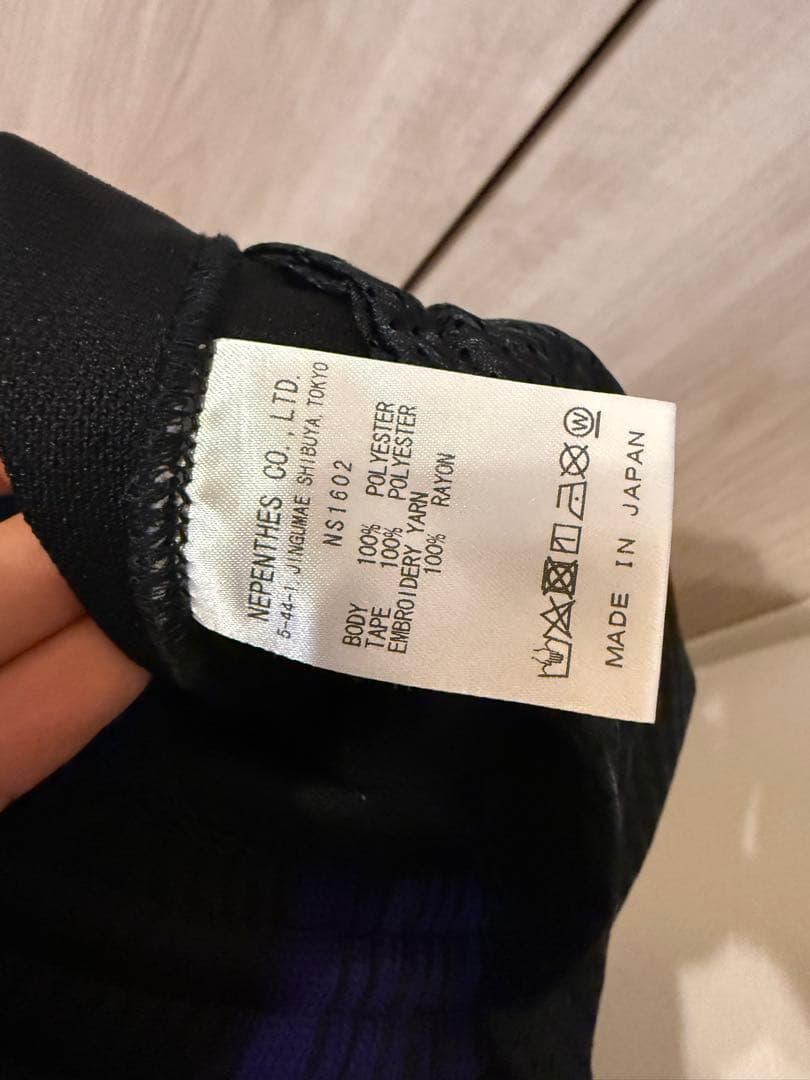 NEPENTHES CO., LTD.
5-44-1, JINGUMAE SHIBUYA, TOKYO
NS1602
BODY 100% POLYESTER
TAPE 100% POLYESTER
EMBROIDERY YARN
100% RAYON
W
MADE IN JAPAN